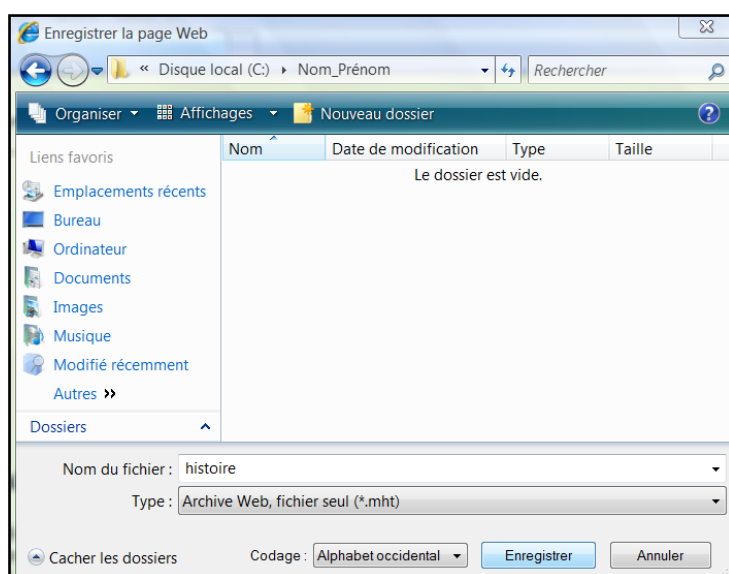 Enregistrer la page Web
« Disque local (C:) Nom_Prénom Rechercher
Organiser Affichages Nouveau dossier ?
Liens favoris
Nom Date de modification Type Taille
Le dossier est vide.
Emplacements récents
Bureau
Ordinateur
Documents
Images
Musique
Modifié récemment
Autres »
Dossiers
Nom du fichier : histoire
Type : Archive Web, fichier seul (*.mht)
Cacher les dossiers Codage : Alphabet occidental Enregistrer Annuler